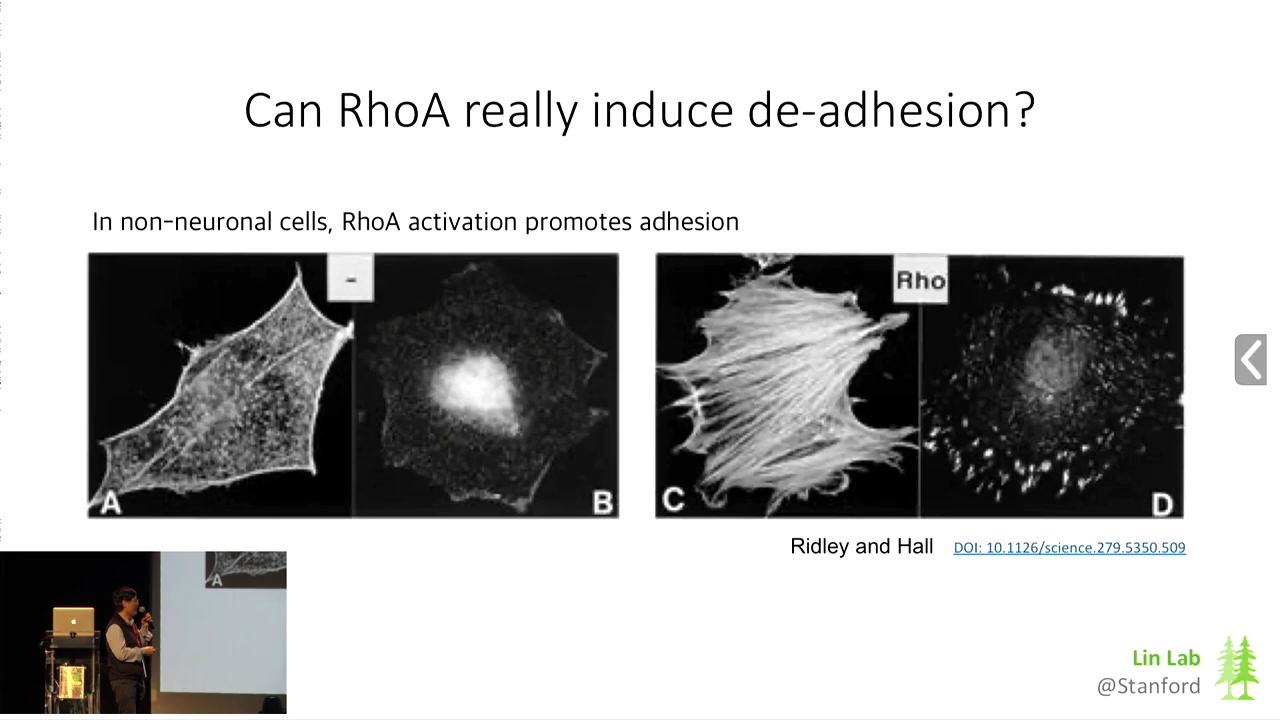 Can RhoA really induce de-adhesion?
In non-neuronal cells, RhoA activation promotes adhesion
-
Rho
A
B
C
D
Ridley and Hall DOI: 10.1126/science.279.5350.509
A
Lin Lab
@Stanford